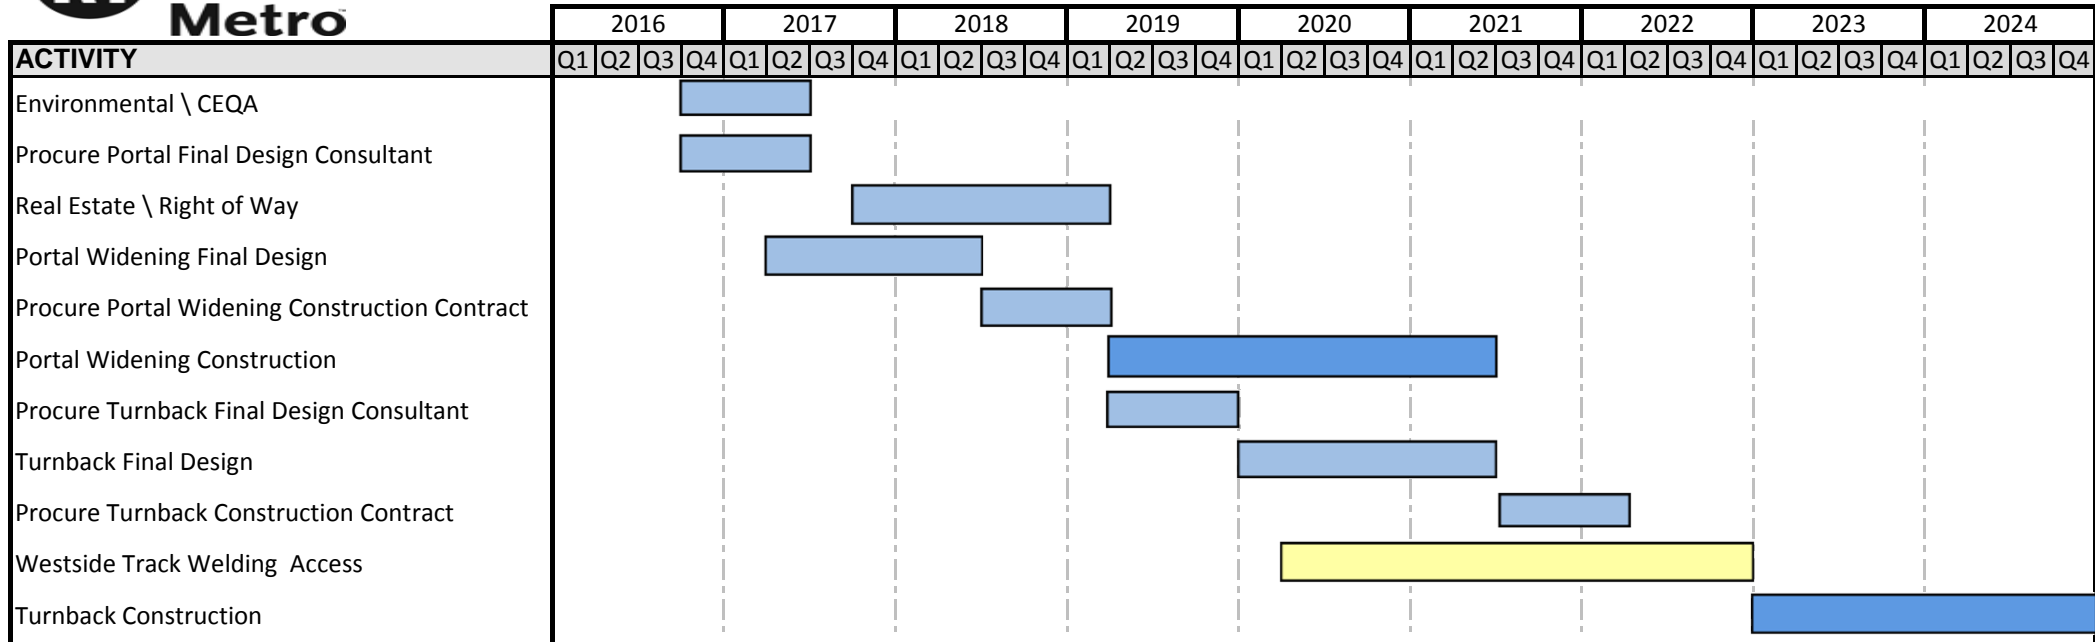 Metro
2016 2017 2018 2019 2020 2021 2022 2023 2024
ACTIVITY Q1 Q2 Q3 Q4 Q1 Q2 Q3 Q4 Q1 Q2 Q3 Q4 Q1 Q2 Q3 Q4 Q1 Q2 Q3 Q4 Q1 Q2 Q3 Q4 Q1 Q2 Q3 Q4 Q1 Q2 Q3 Q4 Q1 Q2 Q3 Q4
Environmental \ CEQA
Procure Portal Final Design Consultant
Real Estate \ Right of Way
Portal Widening Final Design
Procure Portal Widening Construction Contract
Portal Widening Construction
Procure Turnback Final Design Consultant
Turnback Final Design
Procure Turnback Construction Contract
Westside Track Welding  Access
Turnback Construction